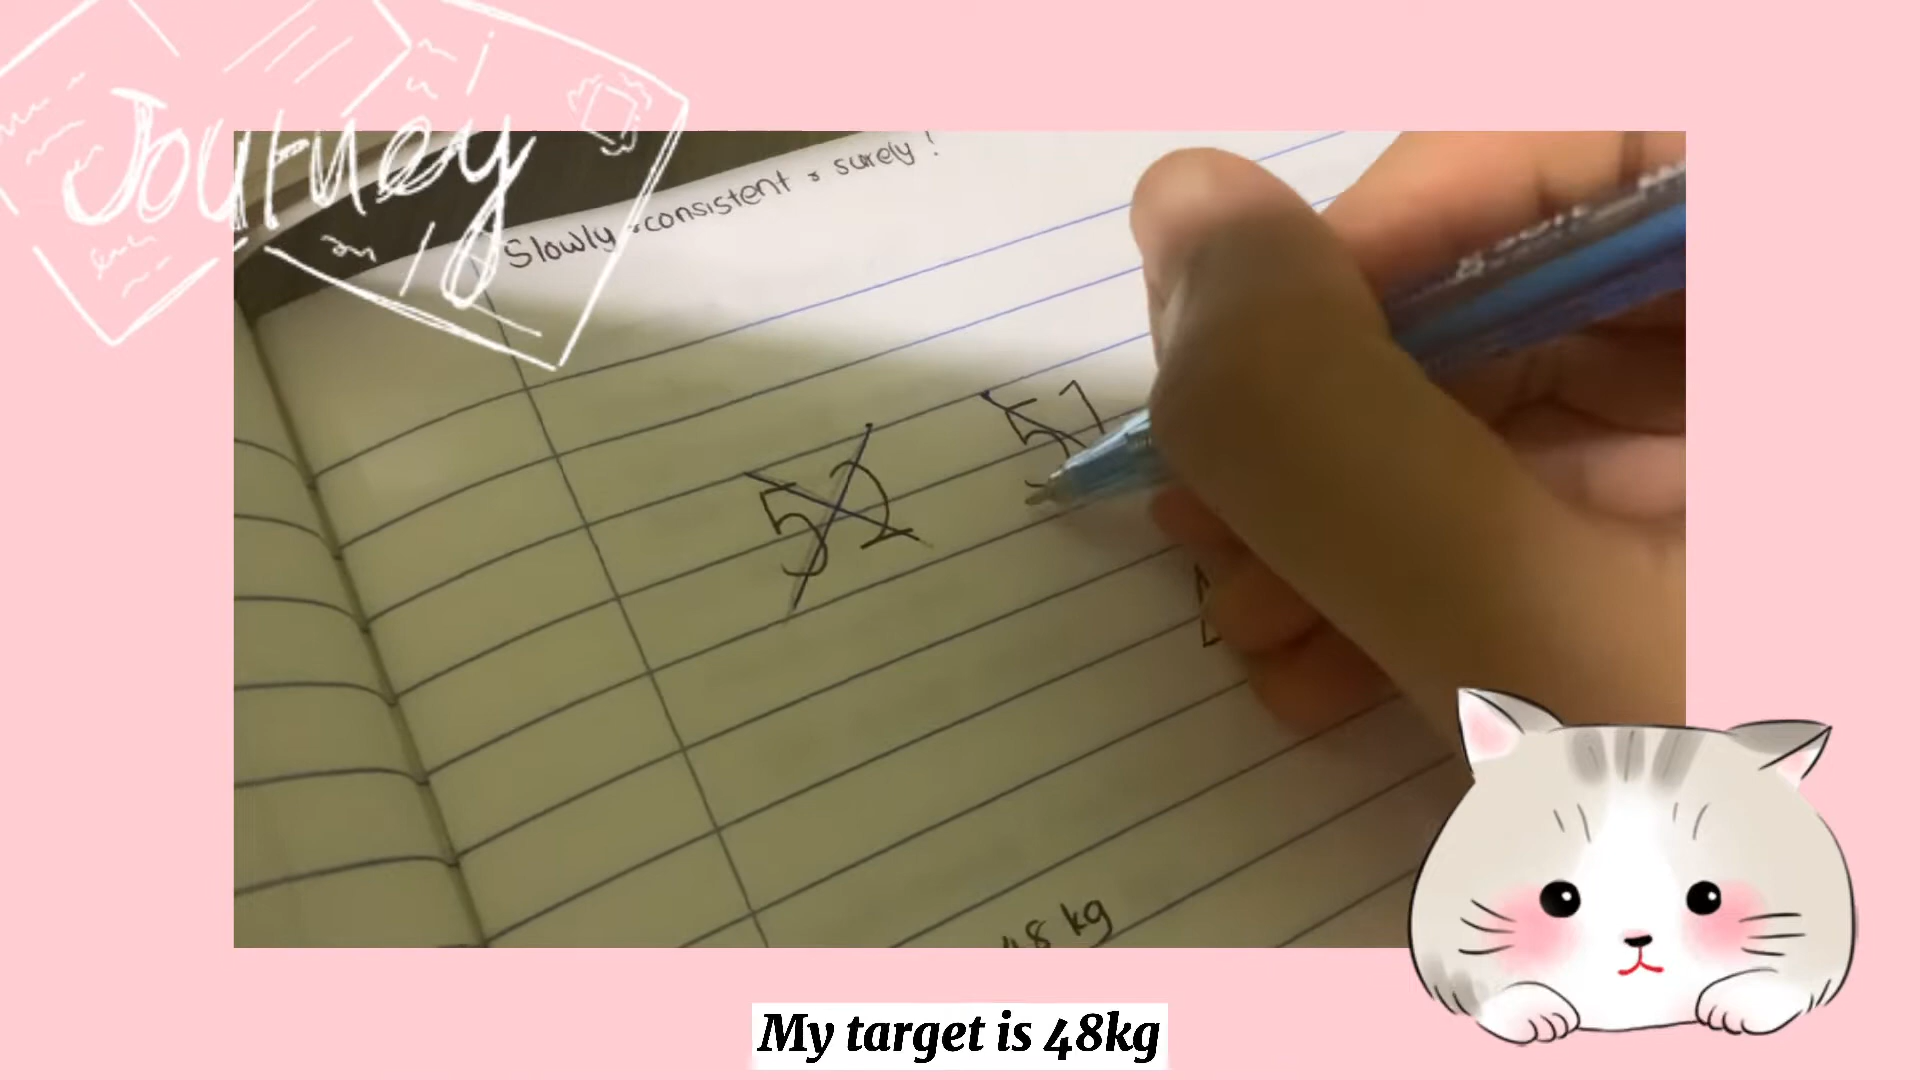 Journey
Slowly, consistent & surely!
52
51
48 kg
My target is 48kg